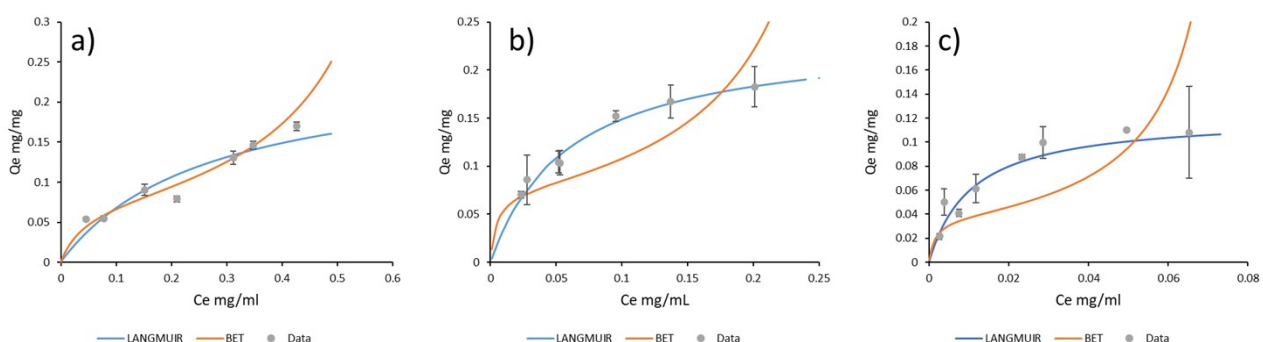 a)
0.3
0.25
0.2
0.15
0.1
0.05
0
Qe mg/mg
0 0.1 0.2 0.3 0.4 0.5 0.6
Ce mg/ml
LANGMUIR BET Data
b)
0.25
0.2
0.15
0.1
0.05
0
Qe mg/mg
0 0.05 0.1 0.15 0.2 0.25
Ce mg/mL
LANGMUIR BET Data
c)
0.2
0.18
0.16
0.14
0.12
0.1
0.08
0.06
0.04
0.02
0
Qe mg/mg
0 0.02 0.04 0.06 0.08
Ce mg/ml
LANGMUIR BET Data